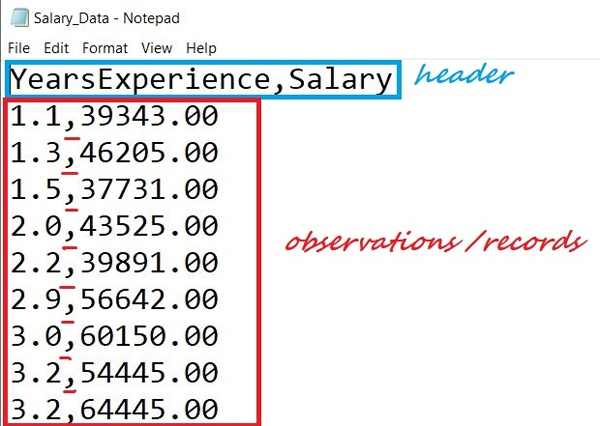 Salary_Data - Notepad
File Edit Format View Help
YearsExperience,Salary header
1.1,39343.00
1.3,46205.00
1.5,37731.00
2.0,43525.00
2.2,39891.00
observations/records
2.9,56642.00
3.0,60150.00
3.2,54445.00
3.2,64445.00